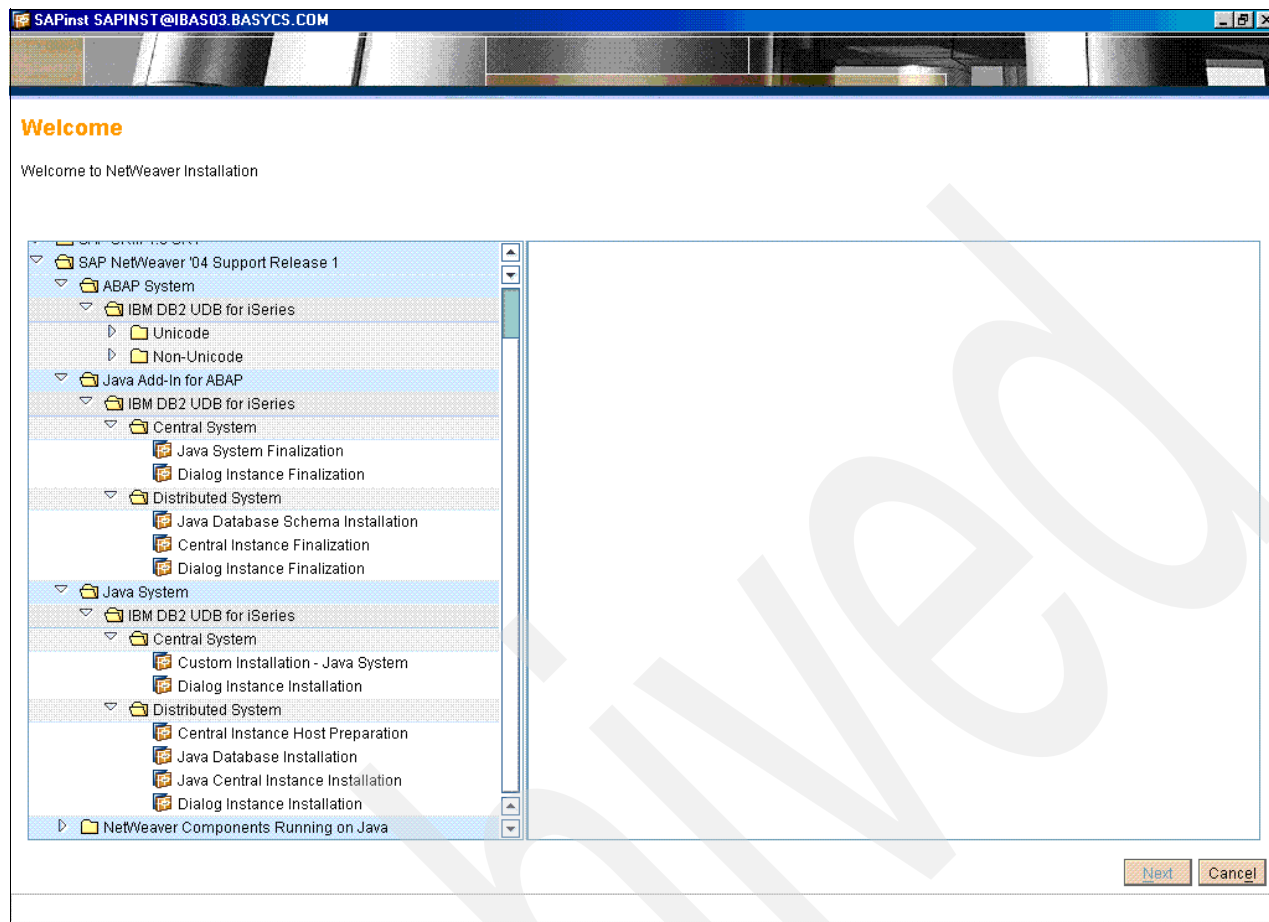 SAPinst SAPINST@IBAS03.BASYCS.COM
Welcome
Welcome to NetWeaver Installation
SAP NetWeaver '04 Support Release 1
ABAP System
IBM DB2 UDB for iSeries
Unicode
Non-Unicode
Java Add-In for ABAP
IBM DB2 UDB for iSeries
Central System
Java System Finalization
Dialog Instance Finalization
Distributed System
Java Database Schema Installation
Central Instance Finalization
Dialog Instance Finalization
Java System
IBM DB2 UDB for iSeries
Central System
Custom Installation - Java System
Dialog Instance Installation
Distributed System
Central Instance Host Preparation
Java Database Installation
Java Central Instance Installation
Dialog Instance Installation
NetWeaver Components Running on Java
Next Cancel
hived